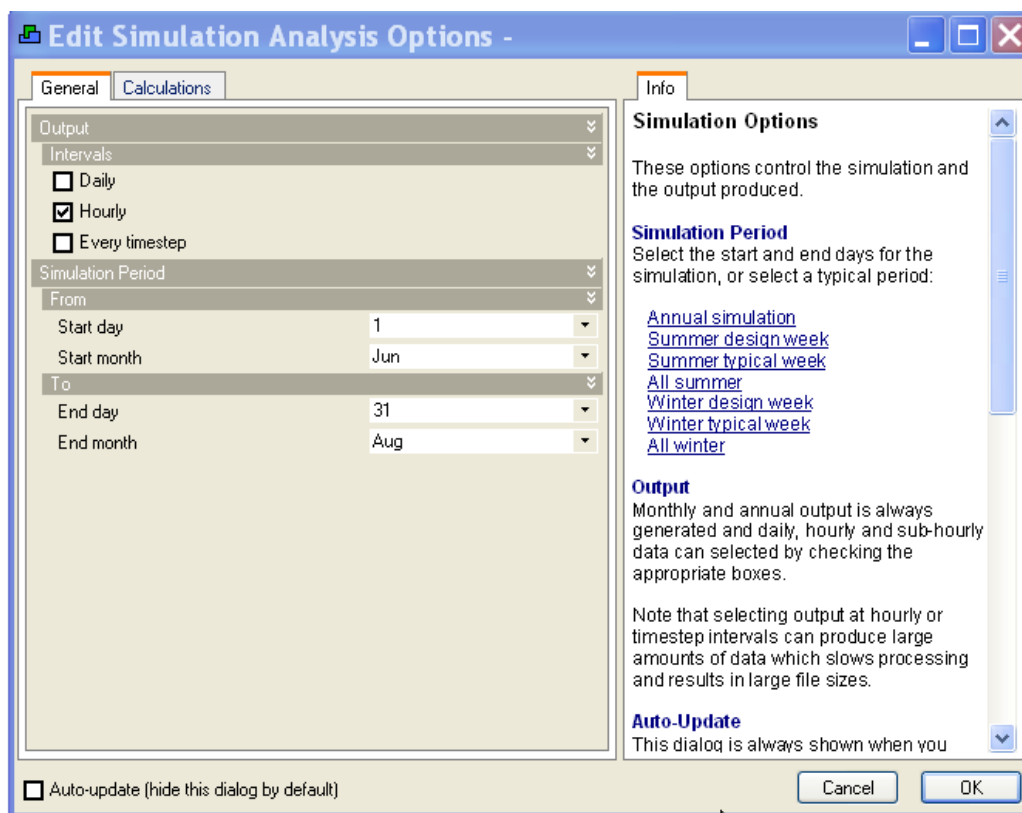 Edit Simulation Analysis Options -
General Calculations
Output
Intervals
Daily
Hourly
Every timestep
Simulation Period
From
Start day 1
Start month Jun
To
End day 31
End month Aug
Info
Simulation Options
These options control the simulation and
the output produced.
Simulation Period
Select the start and end days for the
simulation, or select a typical period:
Annual simulation
Summer design week
Summer typical week
All summer
Winter design week
Winter typical week
All winter
Output
Monthly and annual output is always
generated and daily, hourly and sub-hourly
data can selected by checking the
appropriate boxes.
Note that selecting output at hourly or
timestep intervals can produce large
amounts of data which slows processing
and results in large file sizes.
Auto-Update
This dialog is always shown when you
Auto-update (hide this dialog by default)
Cancel OK